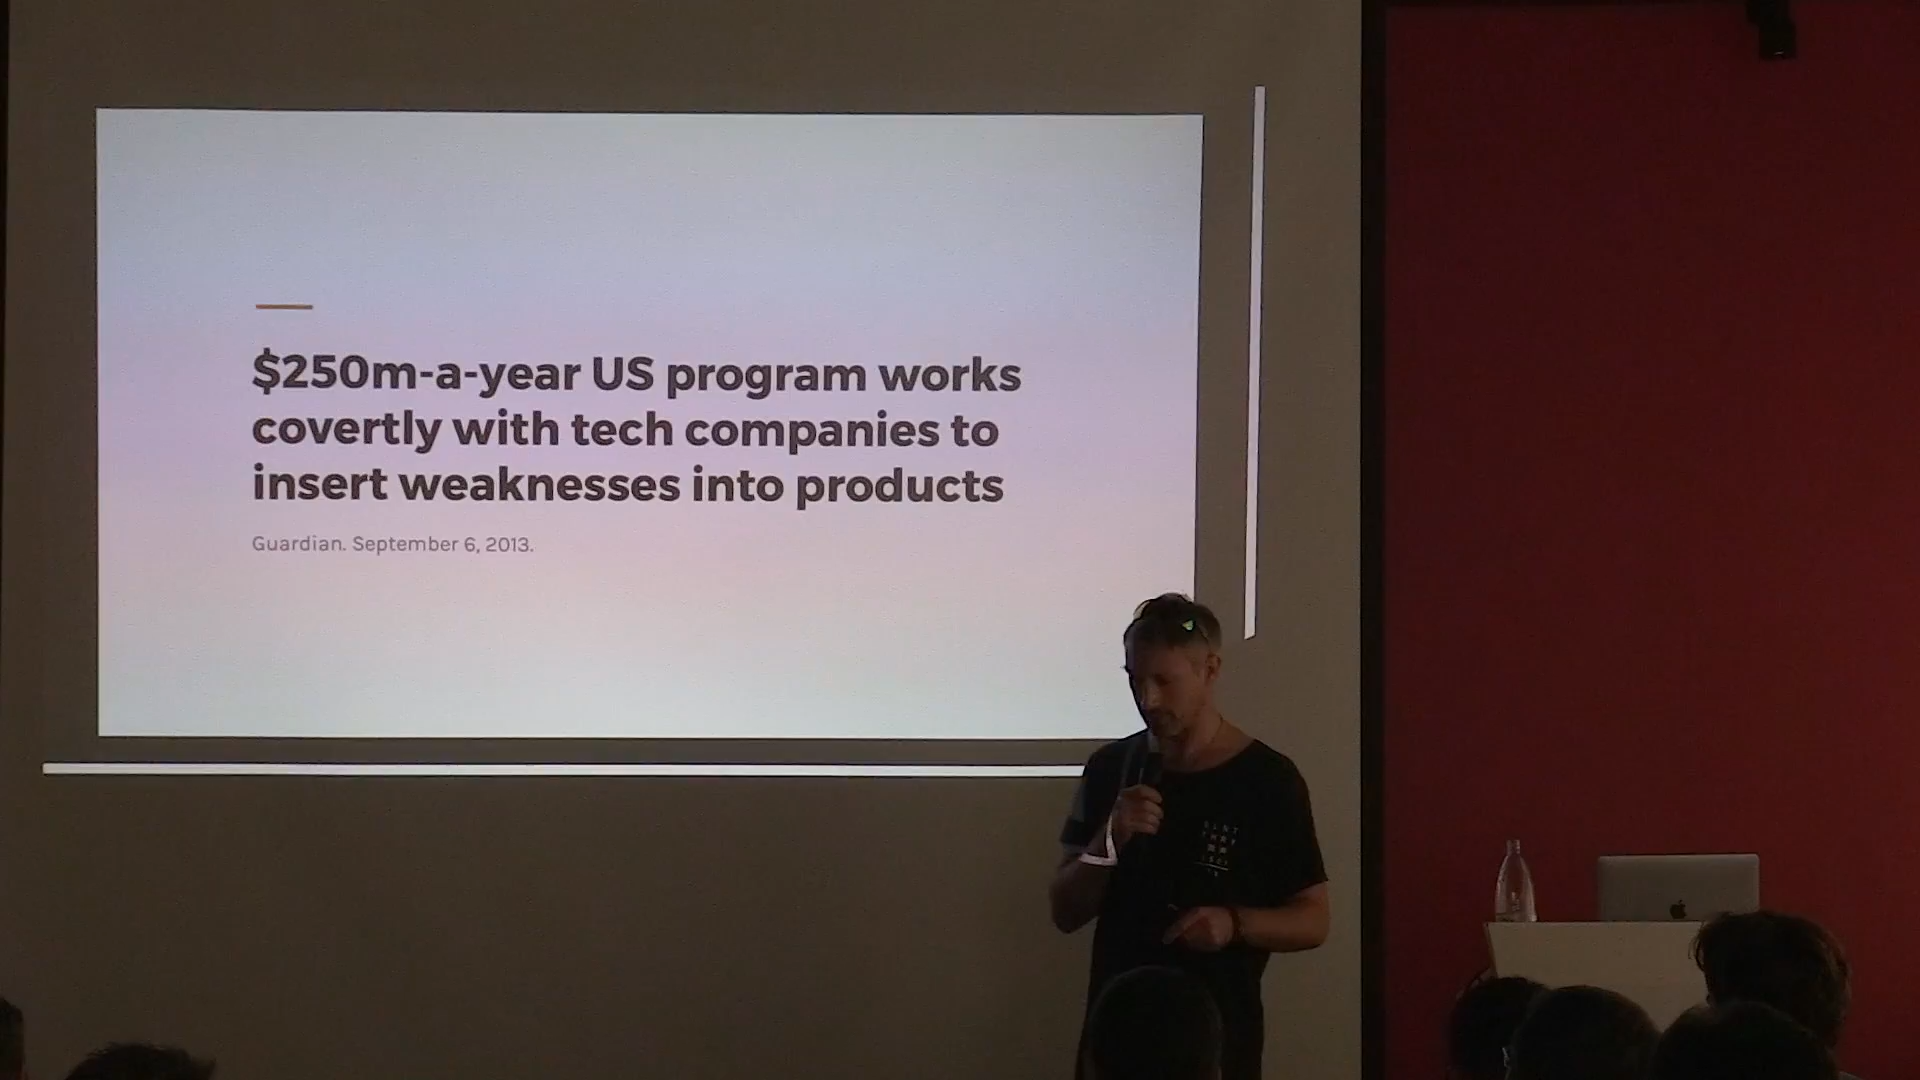 $250m-a-year US program works
covertly with tech companies to
insert weaknesses into products
Guardian. September 6, 2013.